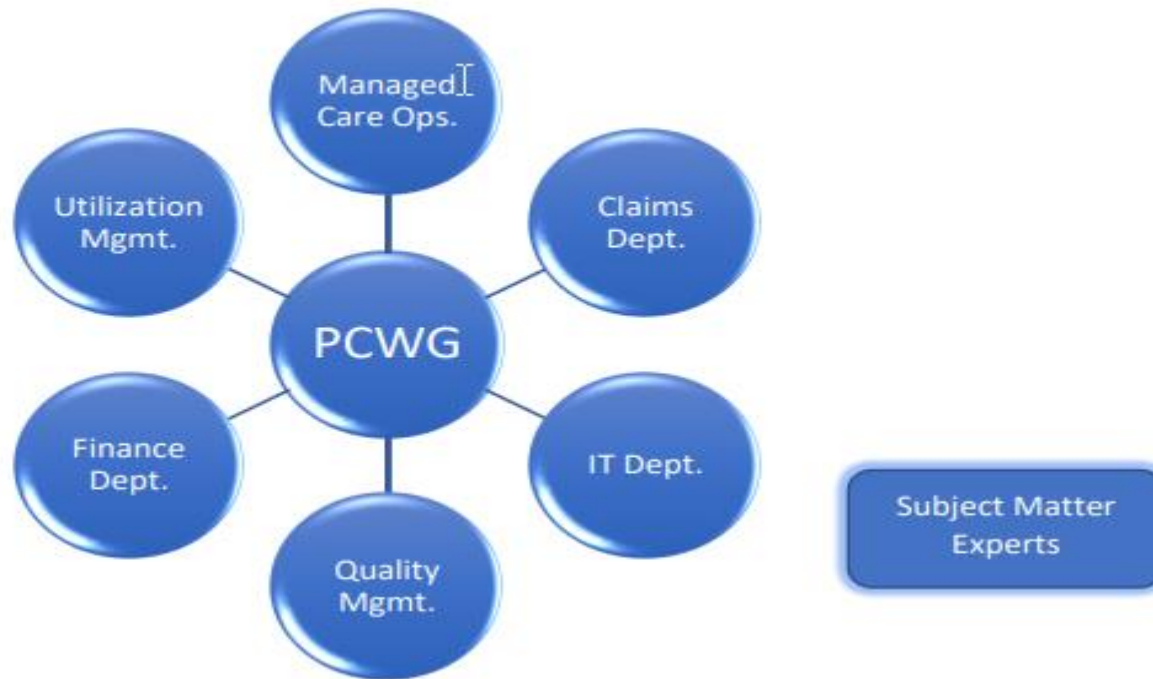 Managed
Care Ops.
Utilization
Mgmt.
Claims
Dept.
PCWG
Finance
Dept.
IT Dept.
Quality
Mgmt.
Subject Matter
Experts